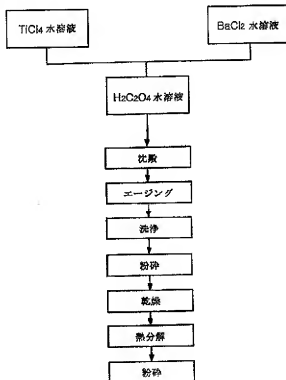 TiCl4 水溶液
BaCl2 水溶液
H2C2O4 水溶液
沈殿
エージング
洗浄
粉砕
乾燥
熱分解
粉砕